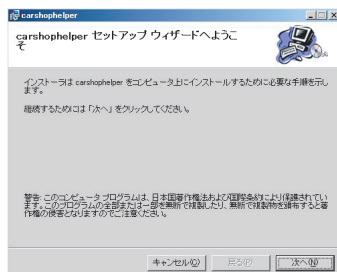 carshophelper
carshophelper セットアップ ウィザードへようこ
そ
インストーラは carshophelper をコンピュータ上にインストールするために必要な手順を示し
ます。
継続するためには「次へ」をクリックしてください。
警告: このコンピュータ プログラムは、日本国著作権法および国際条約により保護されてい
ます。このプログラムの全部または一部を無断で複製したり、無断で複製物を頒布すると著
作権の侵害となりますのでご注意ください。
キャンセル(C) 戻る(P) 次へ(N)